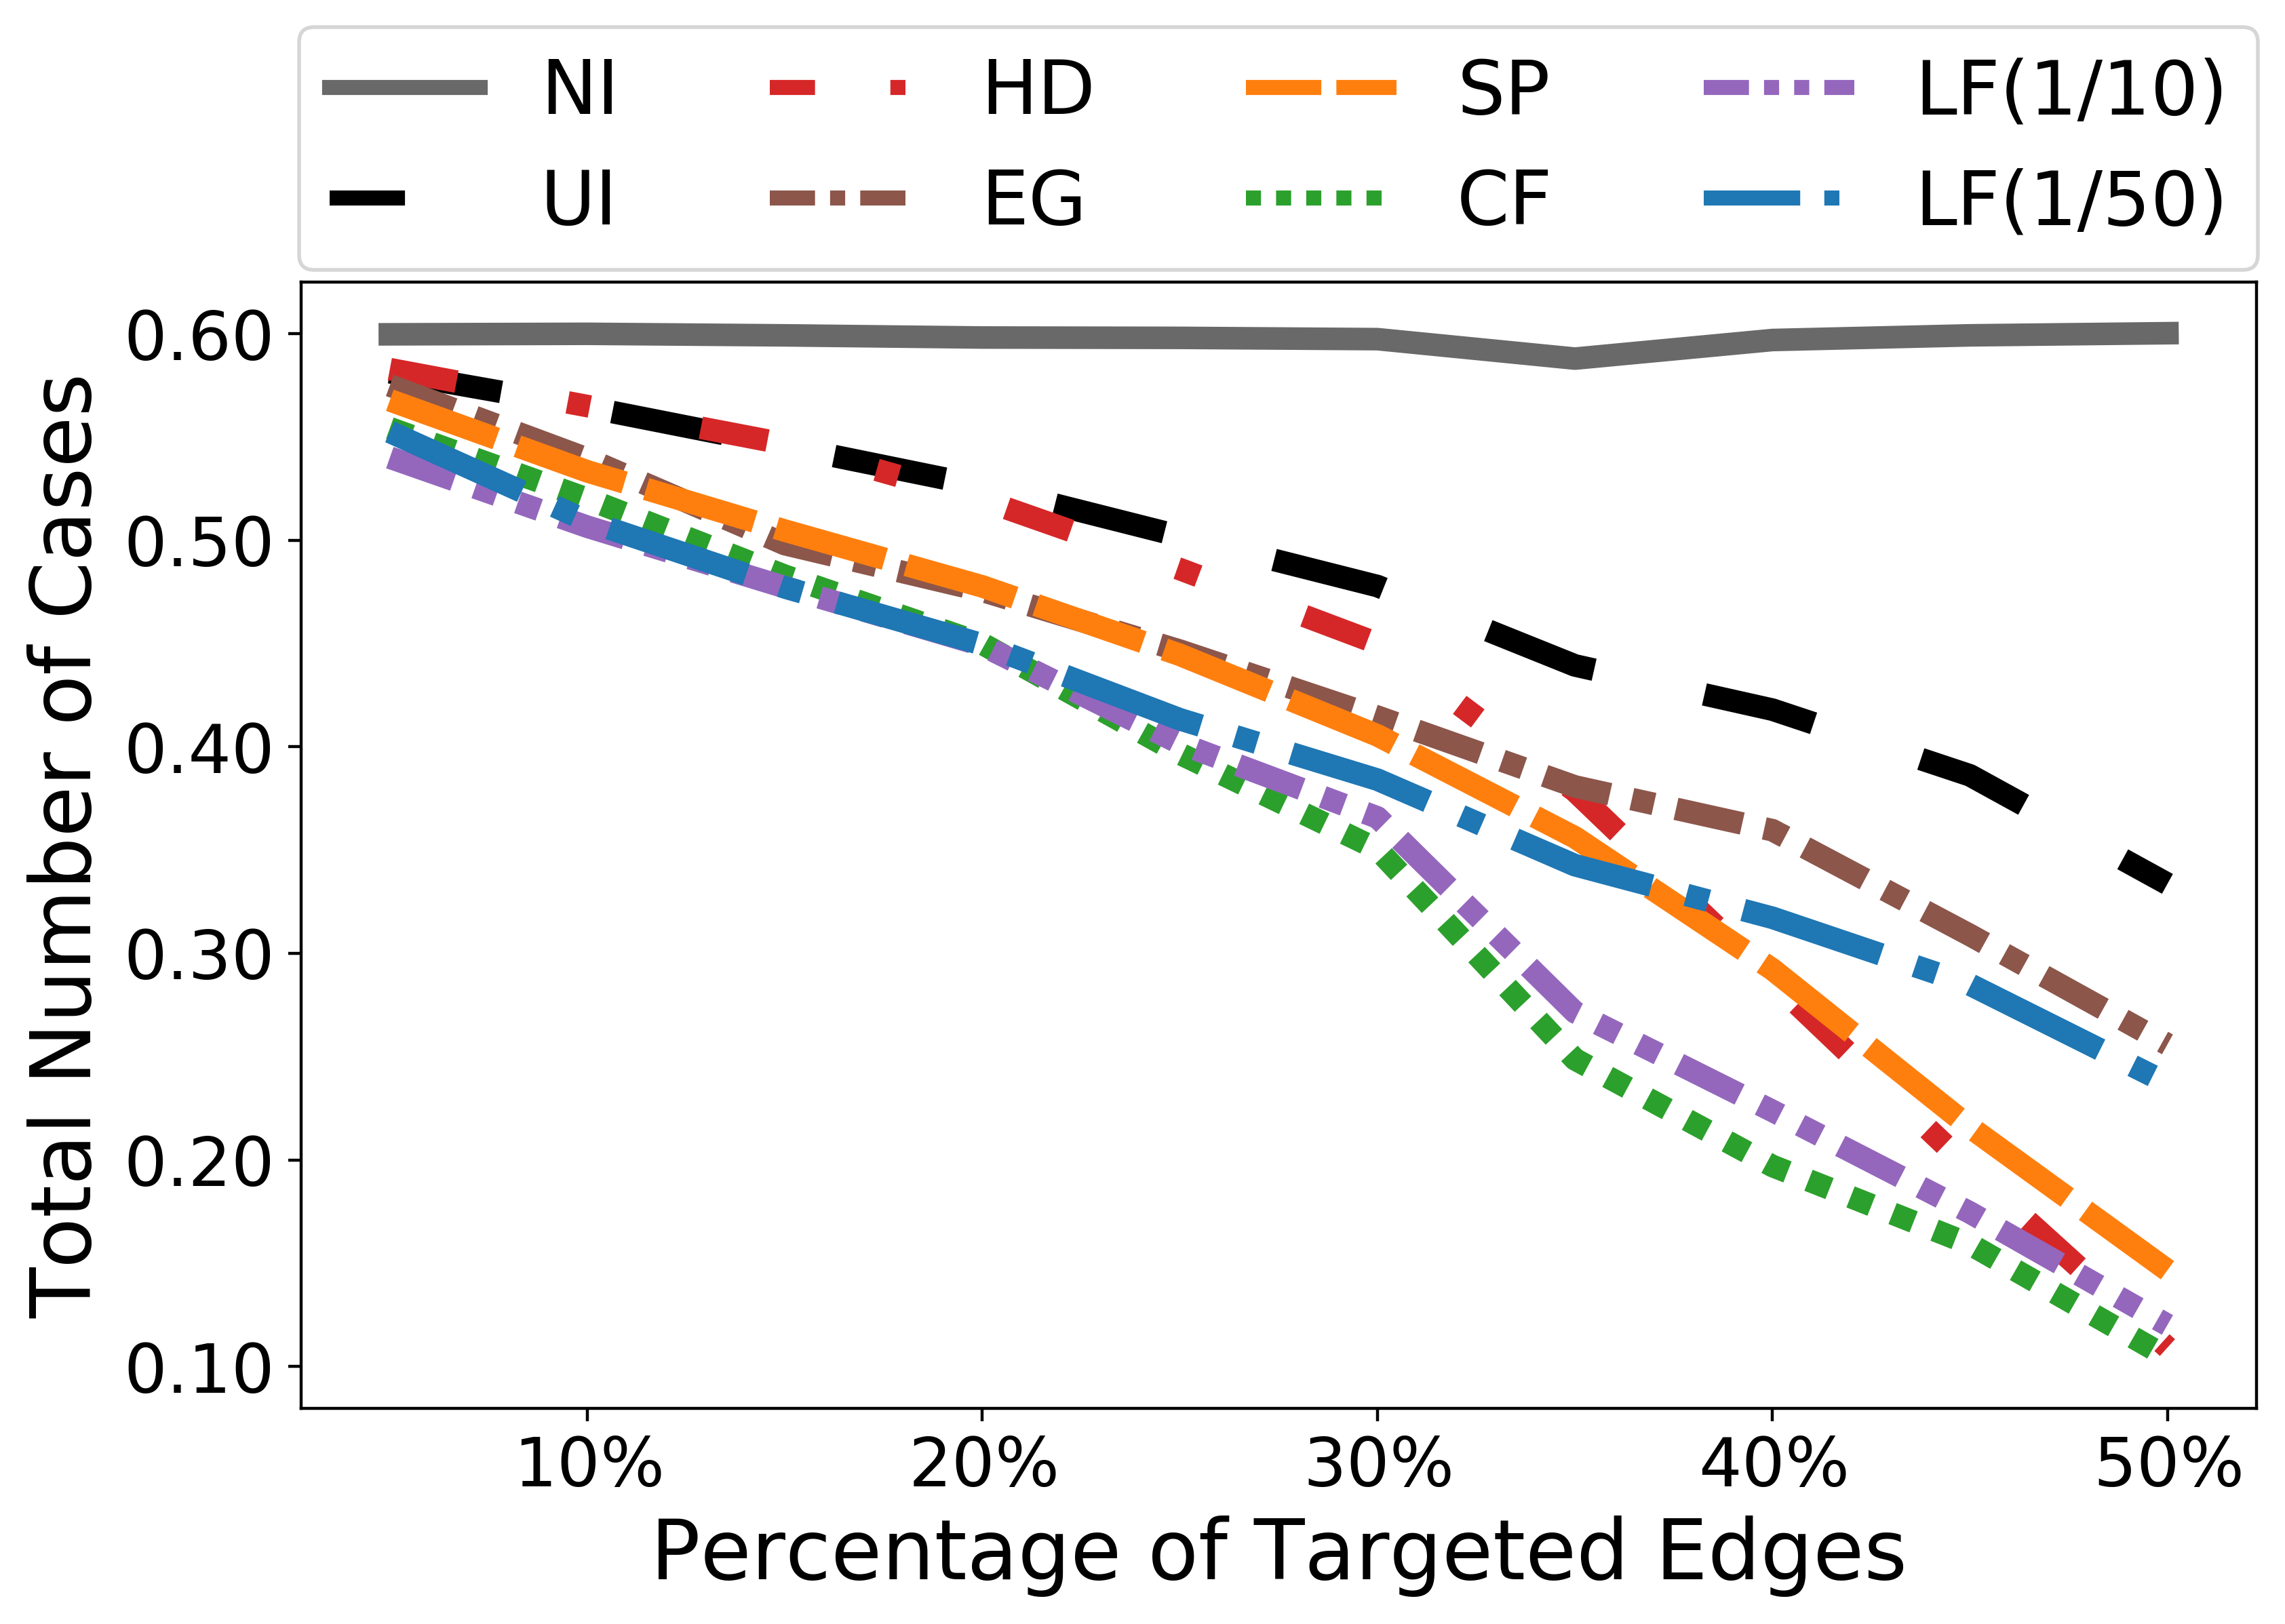 NI HD SP LF(1/10)
UI EG CF LF(1/50)
Total Number of Cases
0.60
0.50
0.40
0.30
0.20
0.10
10% 20% 30% 40% 50%
Percentage of Targeted Edges